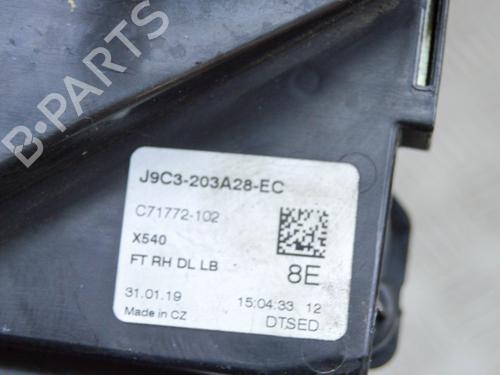 B-PARTS
J9C3-203A28-EC
C71772-102
X540
FT RH DL LB
8E
31.01.19 15:04:33 12
Made in CZ DTSED